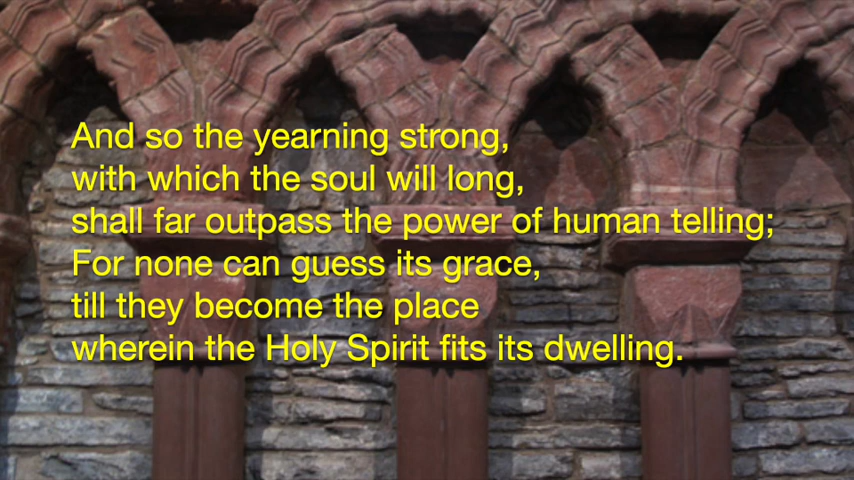 And so the yearning strong,
with which the soul will long,
shall far outpass the power of human telling;
For none can guess its grace,
till they become the place
wherein the Holy Spirit fits its dwelling.